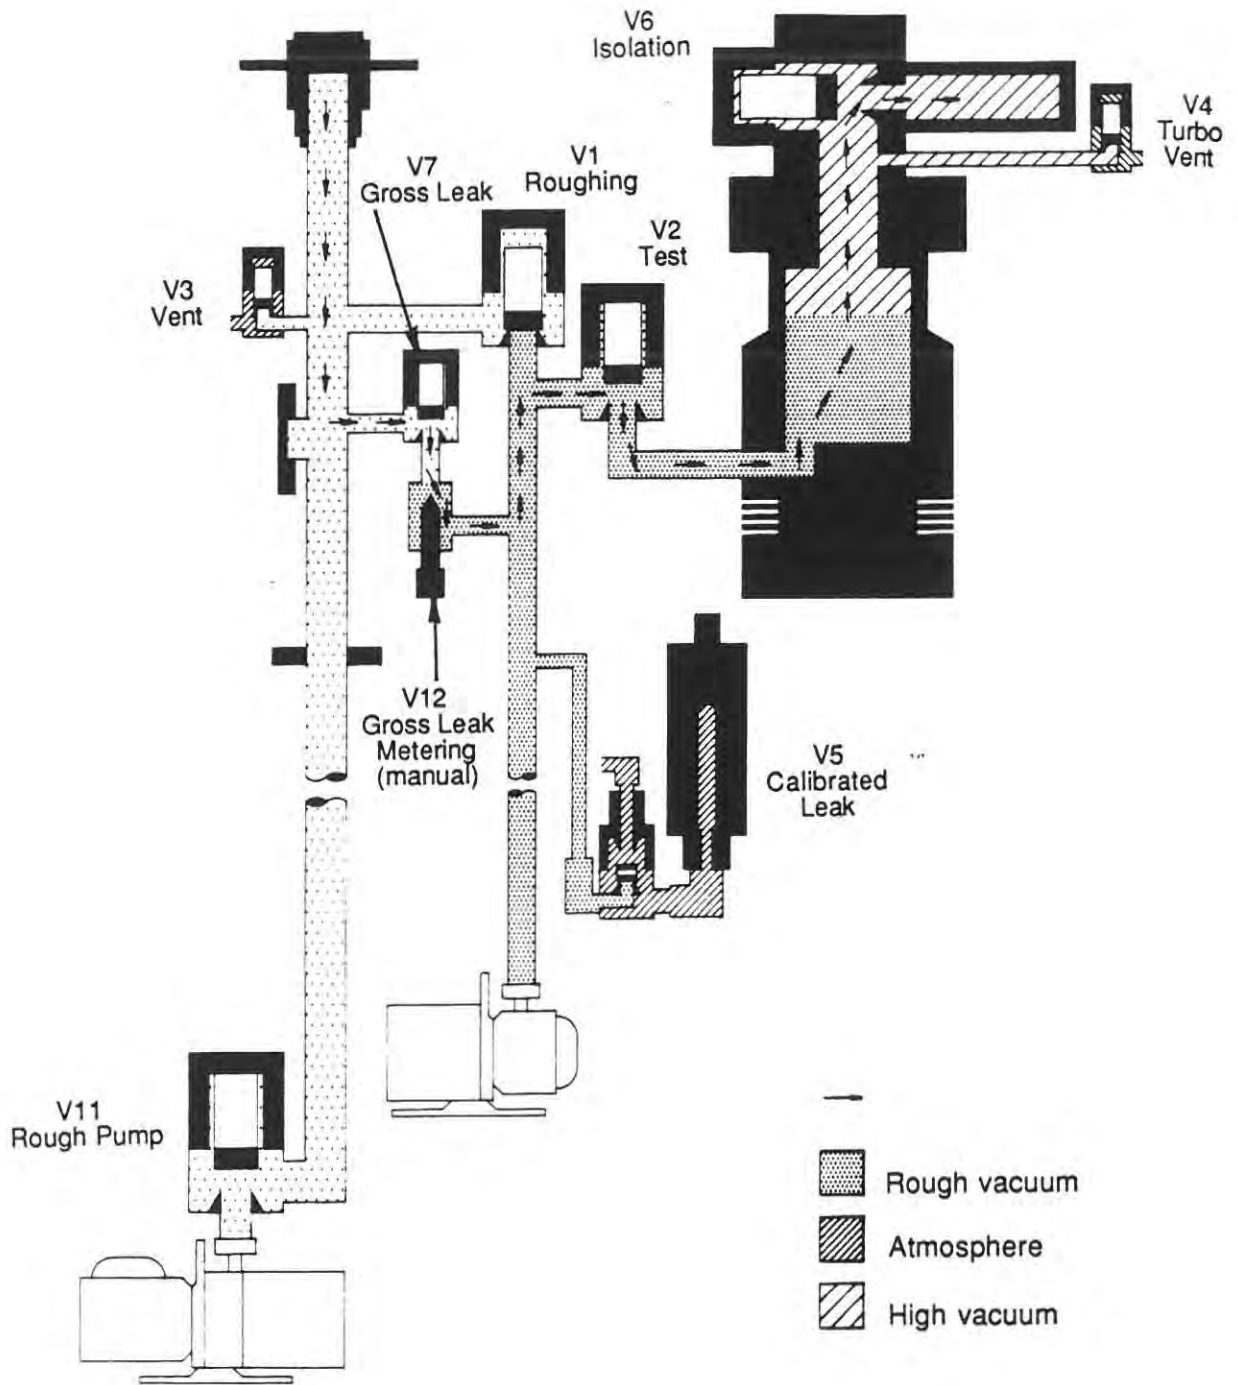 V6
Isolation
V4
Turbo
Vent
V7
Gross Leak
V1
Roughing
V2
Test
V3
Vent
V12
Gross Leak
Metering
(manual)
V5
Calibrated
Leak
V11
Rough Pump
Rough vacuum
Atmosphere
High vacuum